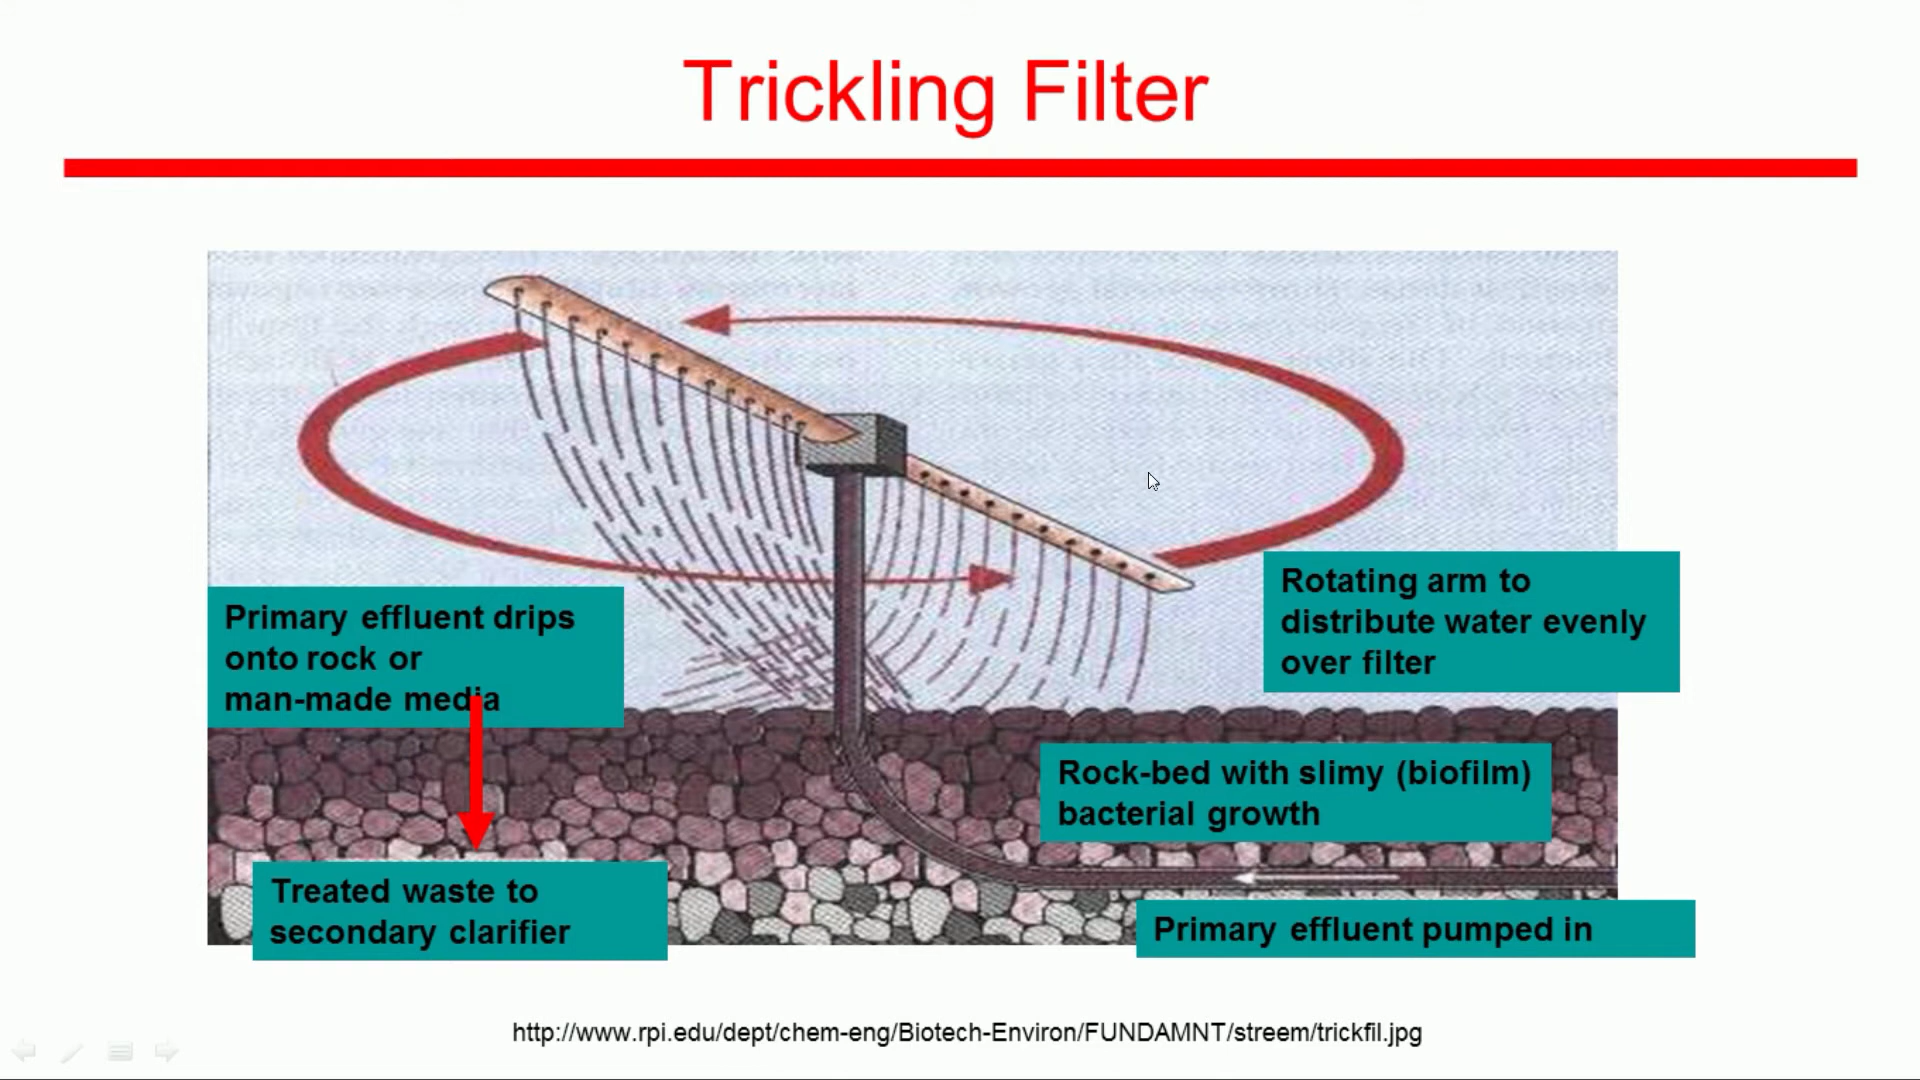 Trickling Filter
Primary effluent drips
onto rock or
man-made media
Rotating arm to
distribute water evenly
over filter
Rock-bed with slimy (biofilm)
bacterial growth
Treated waste to
secondary clarifier
Primary effluent pumped in
http://www.rpi.edu/dept/chem-eng/Biotech-Environ/FUNDAMNT/streem/trickfil.jpg